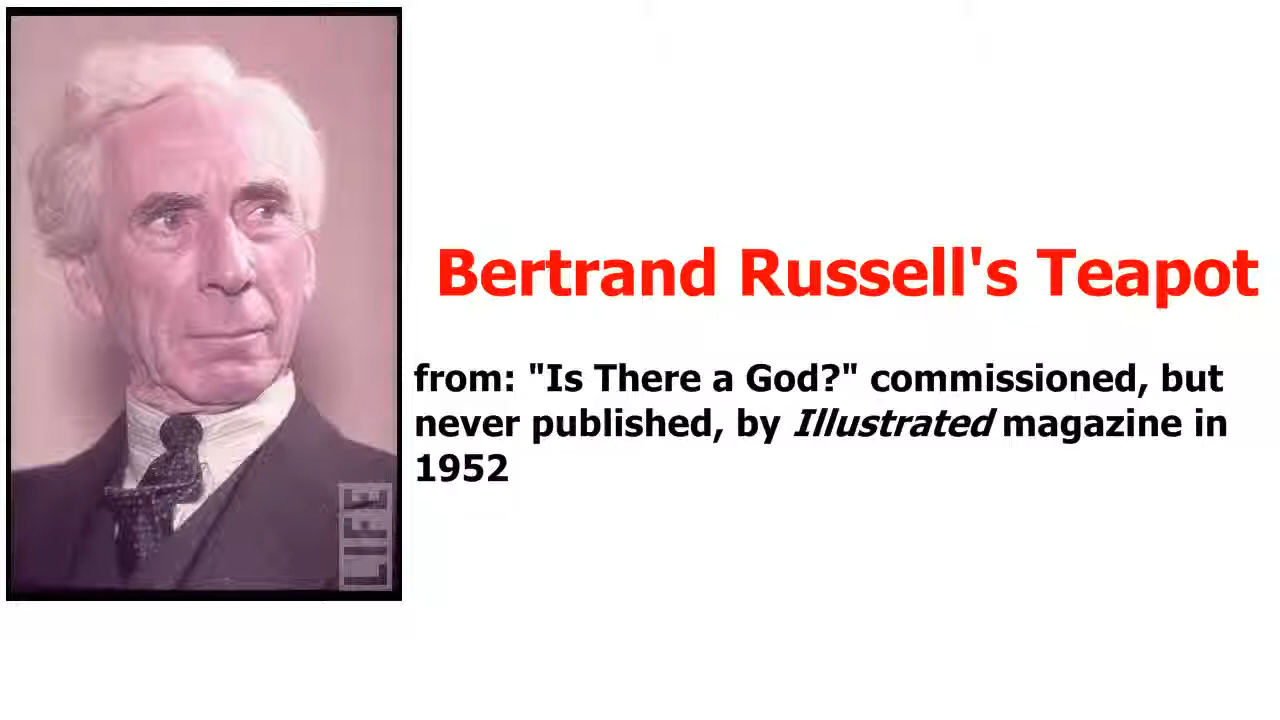 Bertrand Russell's Teapot
from: "Is There a God?" commissioned, but
never published, by Illustrated magazine in
1952
LIFE